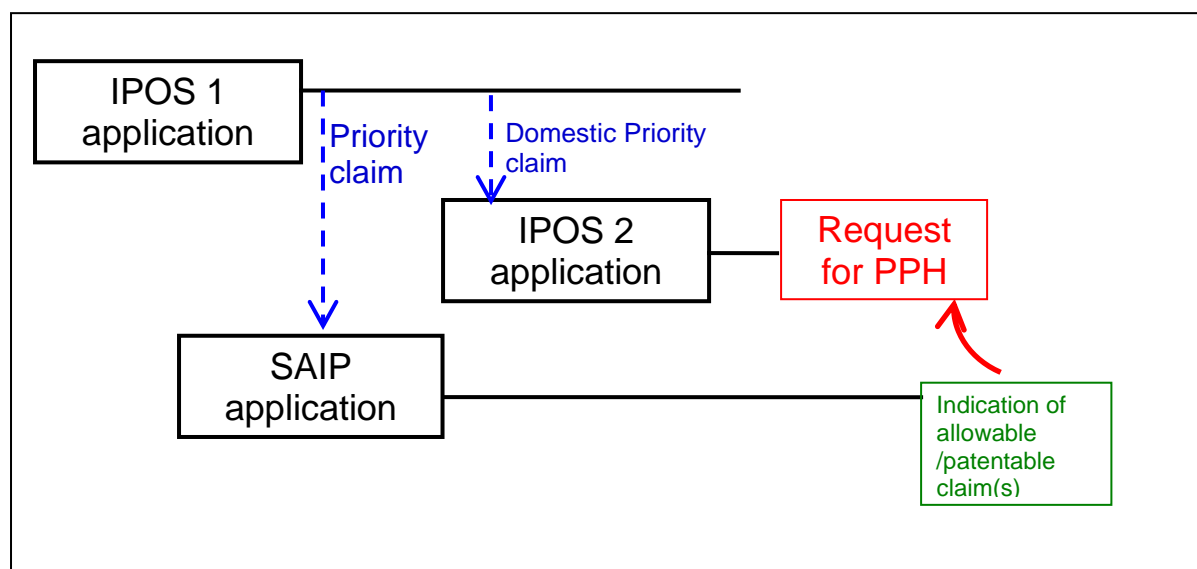 IPOS 1
application
Priority
claim
Domestic Priority
claim
IPOS 2
application
Request
for PPH
SAIP
application
Indication of
allowable
/patentable
claim(s)